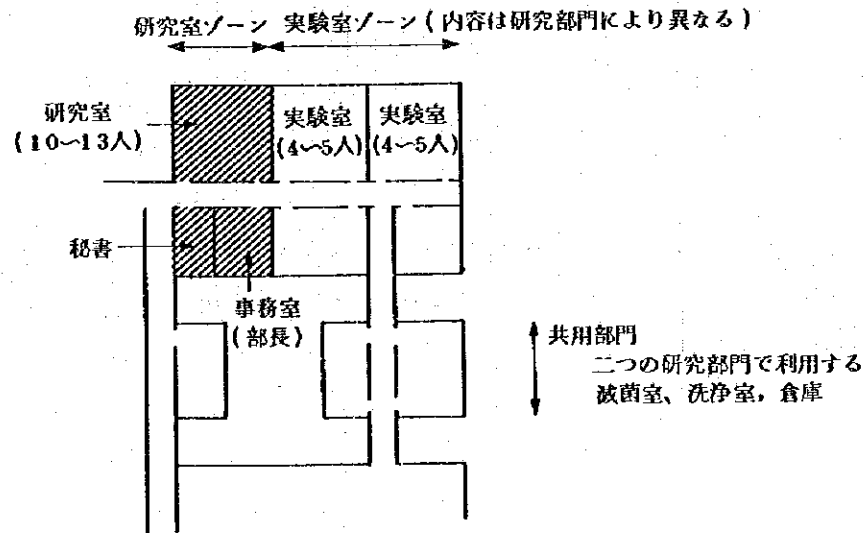 研究室ゾーン 実験室ゾーン(内容は研究部門により異なる)
研究室
(10〜13人)
実験室
(4〜5人)
実験室
(4〜5人)
秘書
事務室
(部長)
共用部門
二つの研究部門で利用する
滅菌室、洗浄室,倉庫